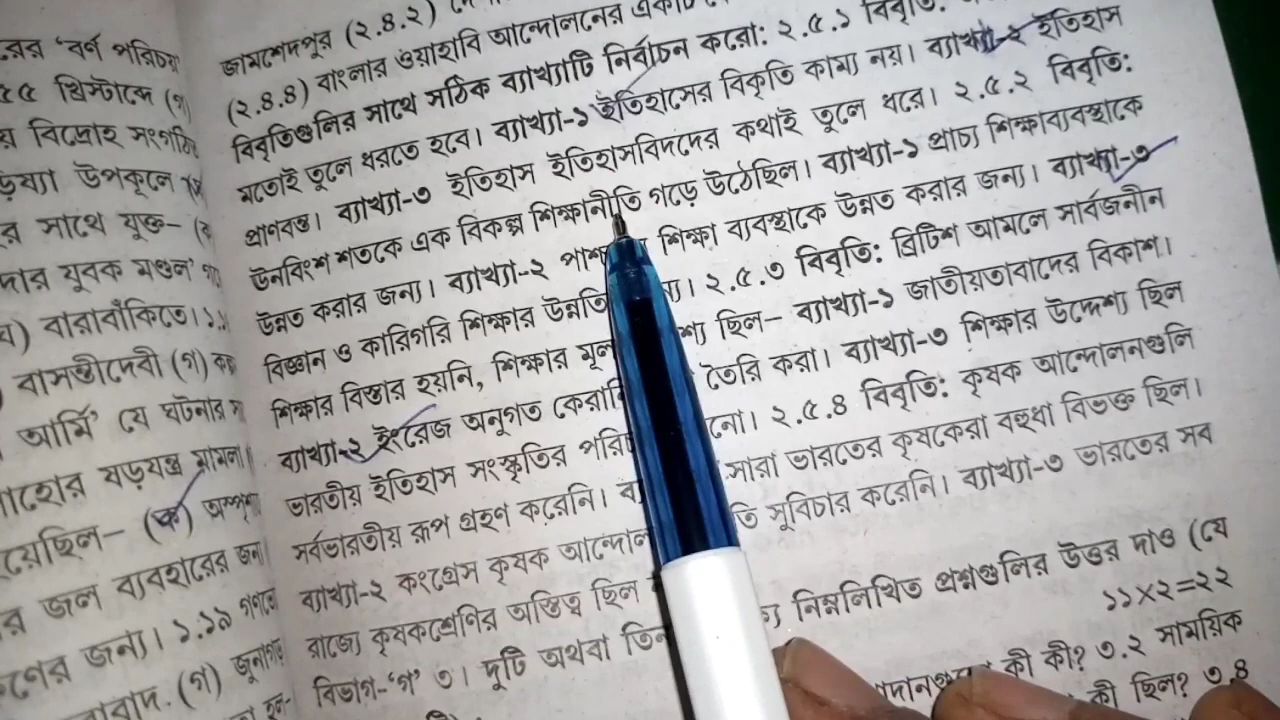 রের ‘বর্ণ পরিচয়’
৫৫ খ্রিস্টাব্দে (গ)
য় বিদ্রোহ সংগঠিত
ড়িষ্যা উপকূলে
র সাথে যুক্ত–
দার যুবক মণ্ডল’
বারাবাঁকিতে।
বাসন্তীদেবী (গ)
আর্মি’ যে ঘটনার
াহোর ষড়যন্ত্র মামলা।
য়েছিল– (ক) অস্পৃশ্য
র জল ব্যবহারের জন্য
ণের জন্য। ১.১৯
(গ) জুনাগড়
জামশেদপুর (২.৪.২)
(২.৪.৪) বাংলার ওয়াহাবি আন্দোলনের একটি
বিবৃতিগুলির সাথে সঠিক ব্যাখ্যাটি নির্বাচন করো: ২.৫.১ বিবৃতি:
মতোই তুলে ধরতে হবে। ব্যাখ্যা-১ ইতিহাসের বিকৃতি কাম্য নয়। ব্যাখ্যা-২ ইতিহাস
প্রাণবন্ত। ব্যাখ্যা-৩ ইতিহাস ইতিহাসবিদদের কথাই তুলে ধরে। ২.৫.২ বিবৃতি:
উনবিংশ শতকে এক বিকল্প শিক্ষানীতি গড়ে উঠেছিল। ব্যাখ্যা-১ প্রাচ্য শিক্ষাব্যবস্থাকে
উন্নত করার জন্য। ব্যাখ্যা-২ শিক্ষা ব্যবস্থাকে উন্নত করার জন্য। ব্যাখ্যা-৩
বিজ্ঞান ও কারিগরি শিক্ষার উন্নতি ২.৫.৩ বিবৃতি: ব্রিটিশ আমলে সার্বজনীন
শিক্ষার বিস্তার হয়নি, শিক্ষার মূল ছিল– ব্যাখ্যা-১ জাতীয়তাবাদের বিকাশ।
ব্যাখ্যা-২ ইংরেজ অনুগত তৈরি করা। ব্যাখ্যা-৩ শিক্ষার উদ্দেশ্য ছিল
ভারতীয় ইতিহাস সংস্কৃতির ২.৫.৪ বিবৃতি: কৃষক আন্দোলনগুলি
সর্বভারতীয় রূপ গ্রহণ করেনি। সারা ভারতের কৃষকেরা বহুধা বিভক্ত ছিল।
ব্যাখ্যা-২ কংগ্রেস কৃষক সুবিচার করেনি। ব্যাখ্যা-৩ ভারতের সব
রাজ্যে কৃষকশ্রেণির অস্তিত্ব ছিল
বিভাগ-‘গ’ ৩। দুটি অথবা নিম্নলিখিত প্রশ্নগুলির উত্তর দাও (যে
১১×২=২২
কী কী? ৩.২ সাময়িক
কী ছিল? ৩.৪